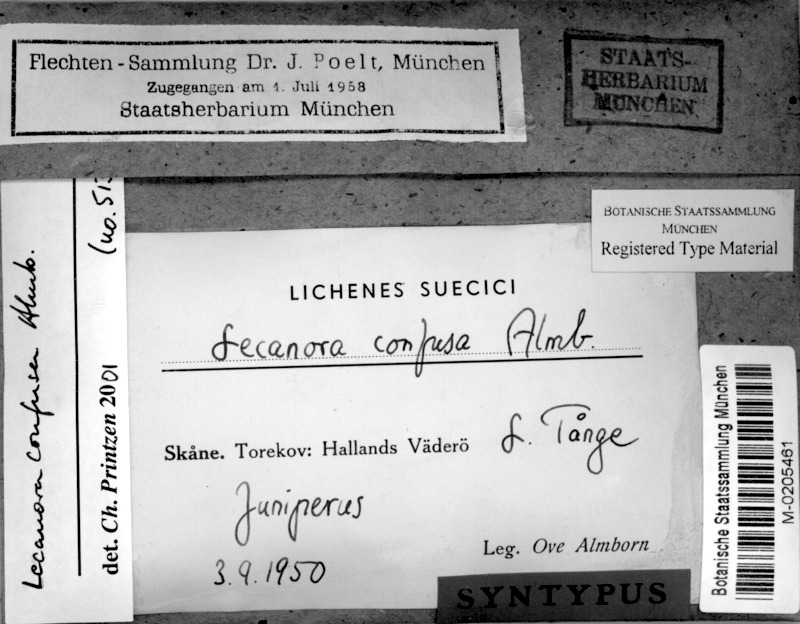 Flechten - Sammlung Dr. J. Poelt, München
Zugegangen am 1. Juli 1958
Staatsherbarium München
STAATS-
HERBARIUM
MÜNCHEN
BOTANISCHE STAATSSAMMLUNG
MÜNCHEN
Registered Type Material
Lecanora confusa Almb.
(no. 513
det. Ch. Printzen 2001
LICHENES SUECICI
Lecanora confusa Almb.
Skåne. Torekov: Hallands Väderö L. Tånge
Juniperus
Leg. Ove Almborn
3.9.1950
SYNTYPUS
Botanische Staatssammlung München
M-0205461